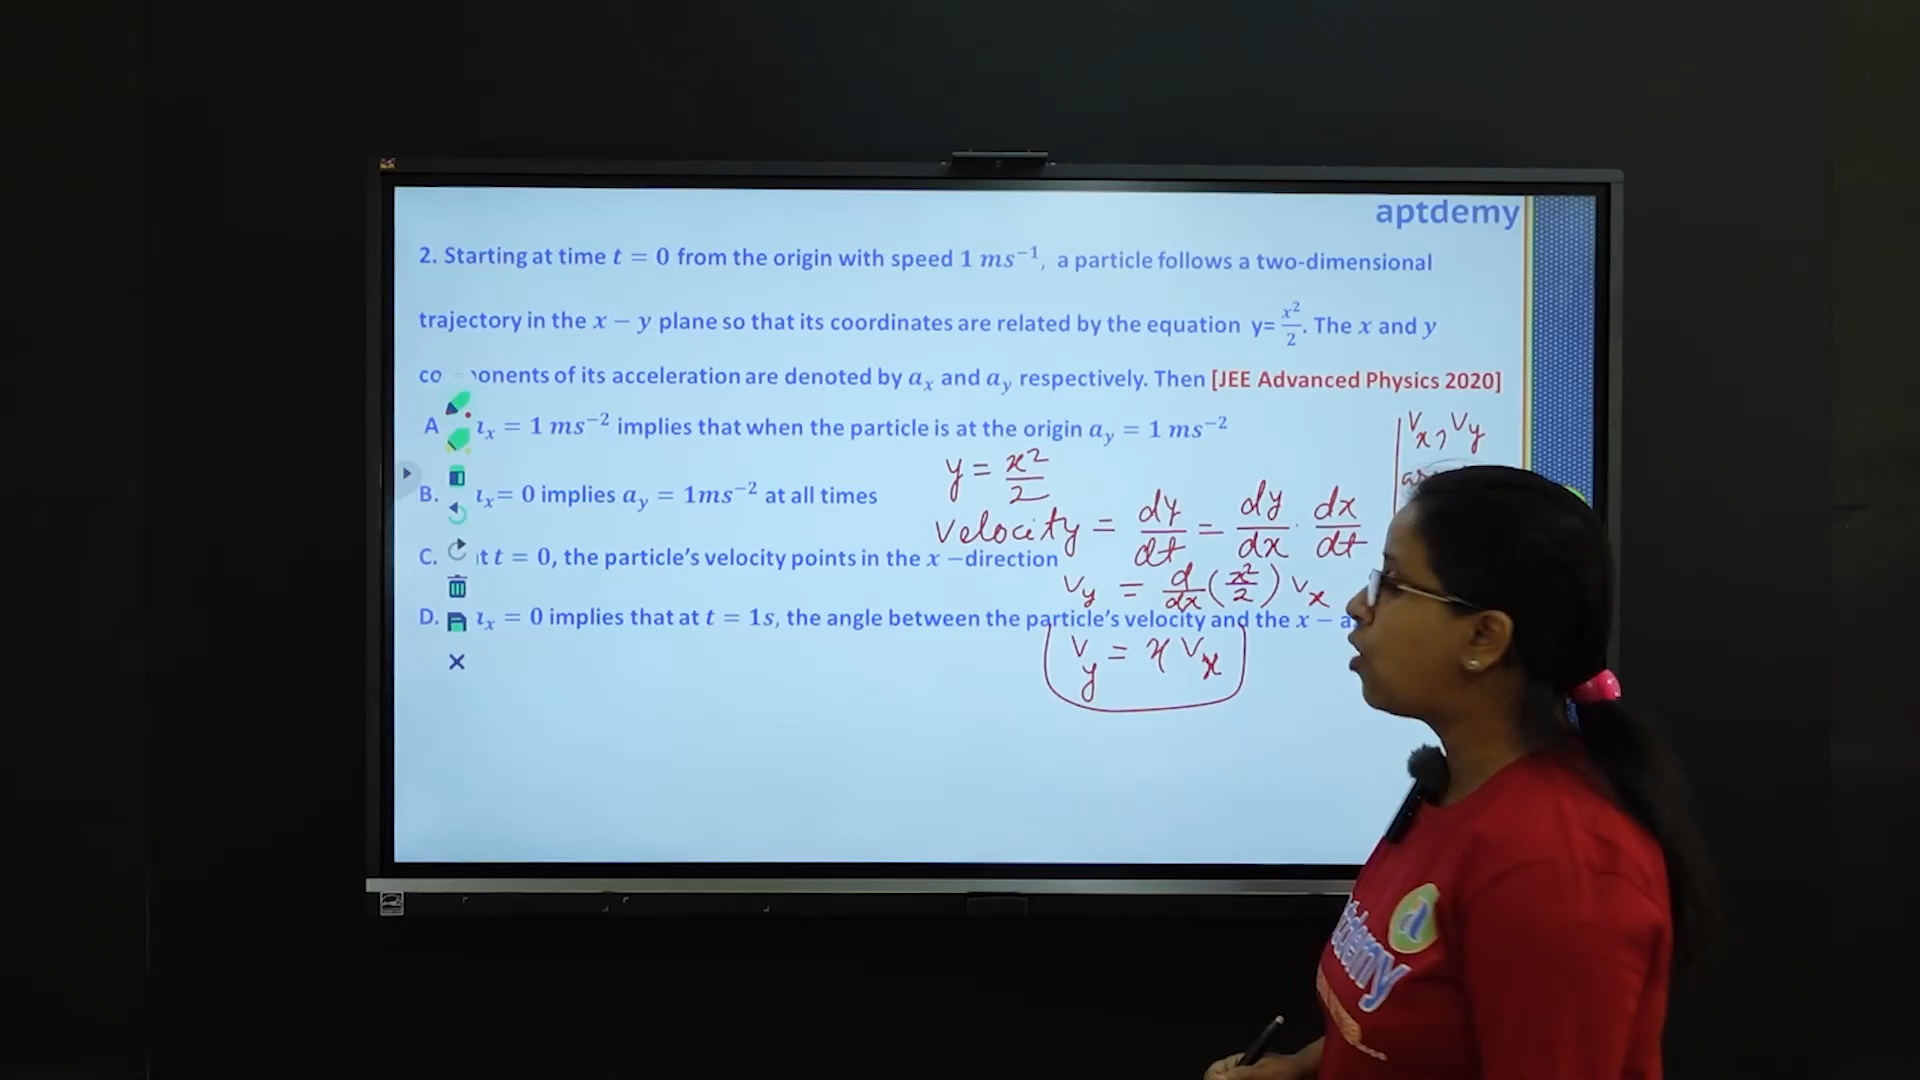 aptdemy
2. Starting at time t = 0 from the origin with speed 1 ms⁻¹, a particle follows a two-dimensional
trajectory in the x − y plane so that its coordinates are related by the equation y= x²/2. The x and y
co onents of its acceleration are denoted by aₓ and a_y respectively. Then [JEE Advanced Physics 2020]
A x = 1 ms⁻² implies that when the particle is at the origin a_y = 1 ms⁻²
vₓ, v_y
y = x²/2
B. x = 0 implies a_y = 1ms⁻² at all times
Velocity = dy/dt = dy/dx · dx/dt
C. t t = 0, the particle's velocity points in the x −direction
v_y = d/dx (x²/2) vₓ
D. x = 0 implies that at t = 1s, the angle between the particle's velocity and the x − a
v_y = x vₓ
d
demy